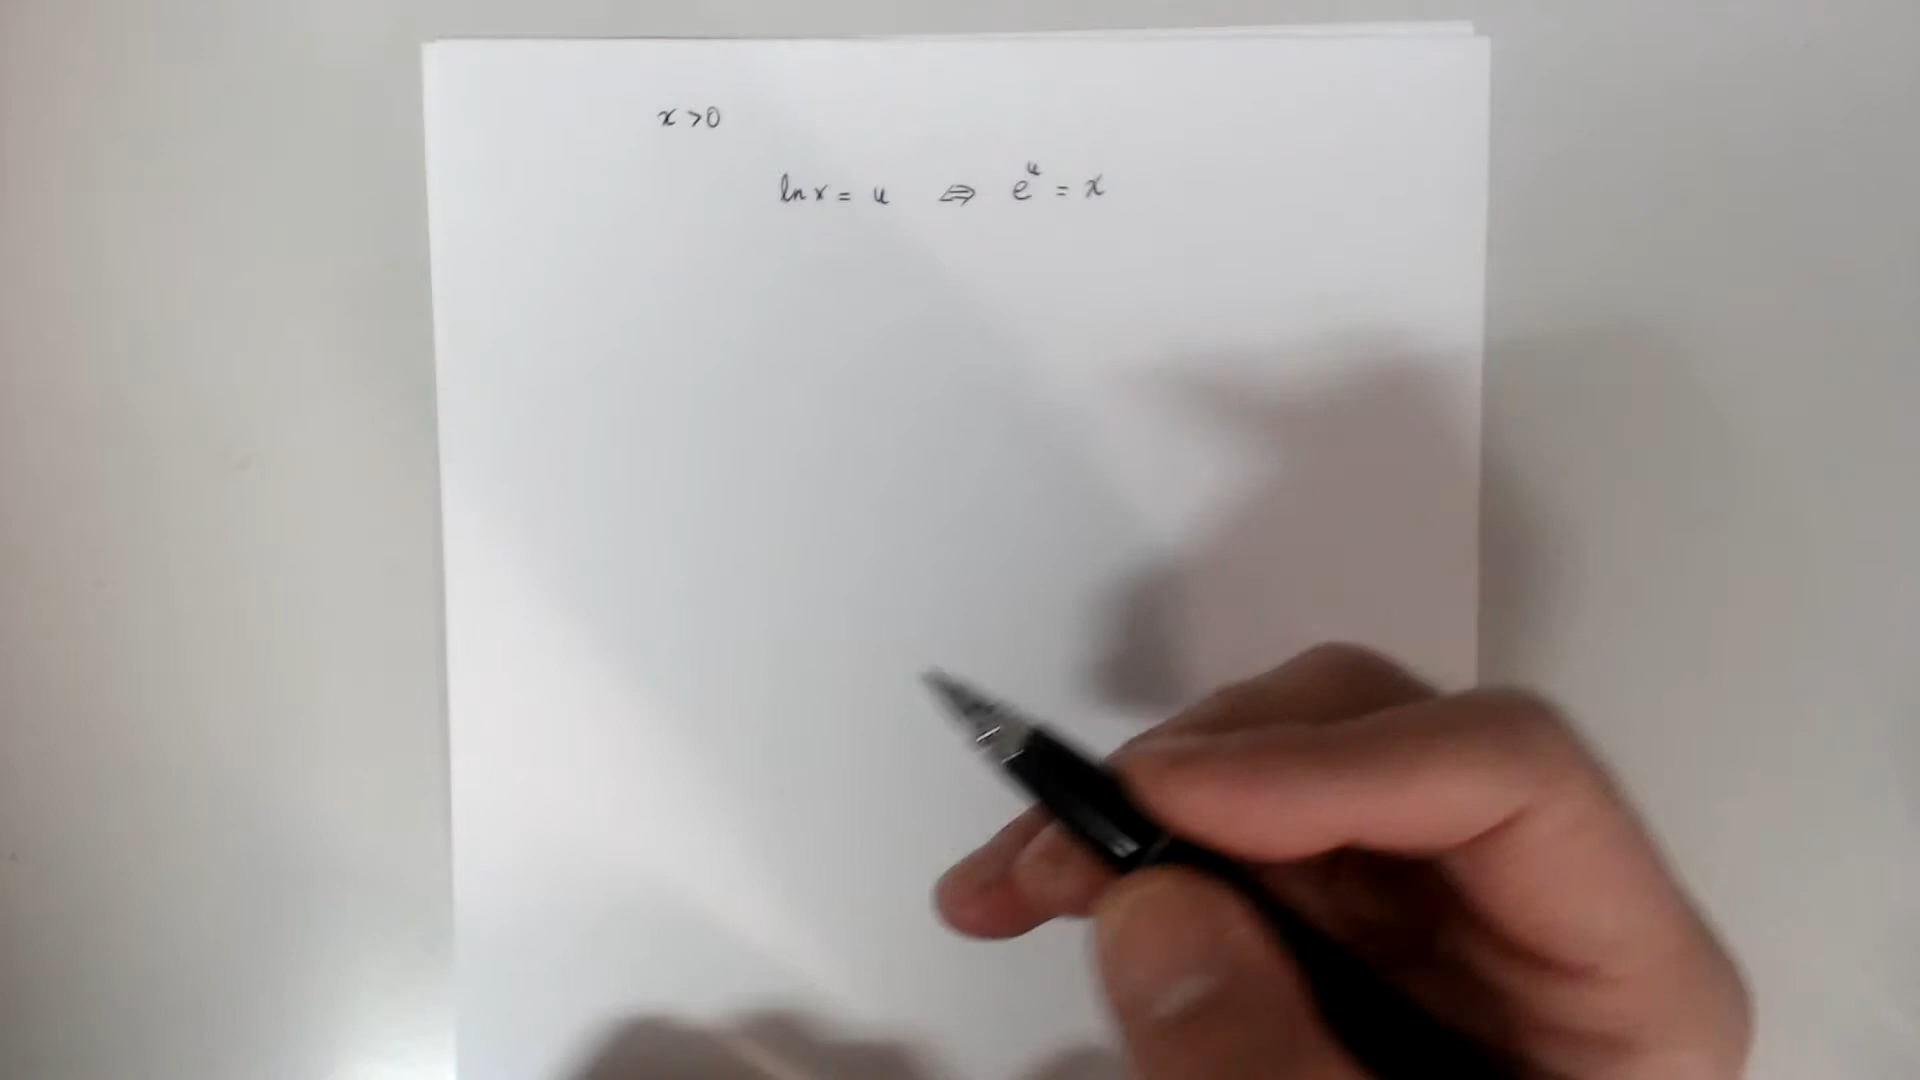 x > 0
ln x = u ⇔ e^u = x